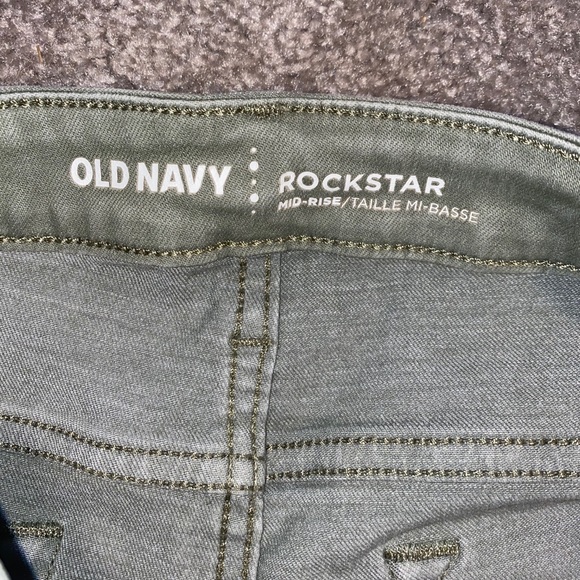 OLD NAVY
ROCKSTAR
MID-RISE/TAILLE MI-BASSE